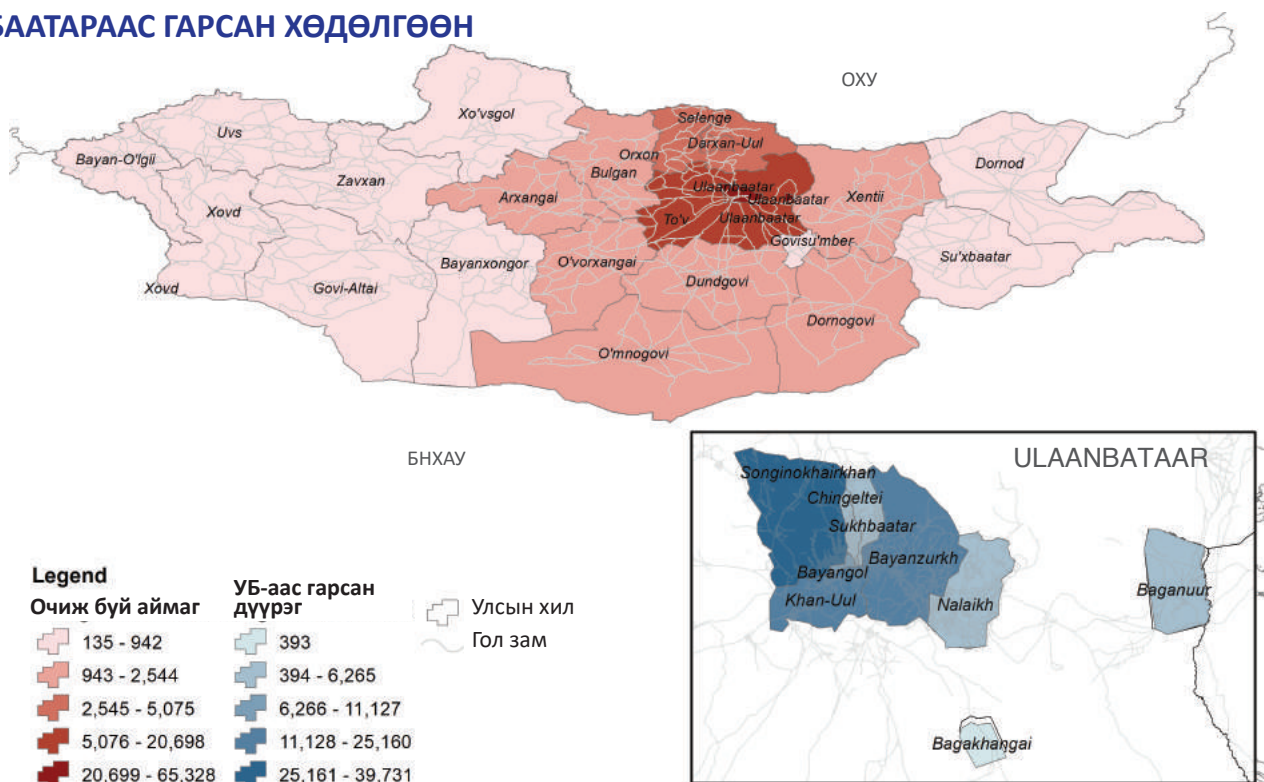 БААТАРААС ГАРСАН ХӨДӨЛГӨӨН
ОХУ
Xo'vsgol
Uvs
Bayan-O'lgii
Zavxan
Xovd
Xovd
Govi-Altai
Bayanxongor
Arxangai
Bulgan
Orxon
Selenge
Darxan-Uul
Ulaanbaatar
Ulaanbaatar
To'v
Ulaanbaatar
Xentii
Govisu'mber
Dornod
Su'xbaatar
O'vorxangai
Dundgovi
Dornogovi
O'mnogovi
БНХАУ
ULAANBATAAR
Songinokhairkhan
Chingeltei
Sukhbaatar
Bayanzurkh
Bayangol
Khan-Uul
Nalaikh
Baganuur
Bagakhangai
Legend
Очиж буй аймаг
135 - 942
943 - 2,544
2,545 - 5,075
5,076 - 20,698
20,699 - 65,328
УБ-аас гарсан
дүүрэг
393
394 - 6,265
6,266 - 11,127
11,128 - 25,160
25,161 - 39,731
Улсын хил
Гол зам